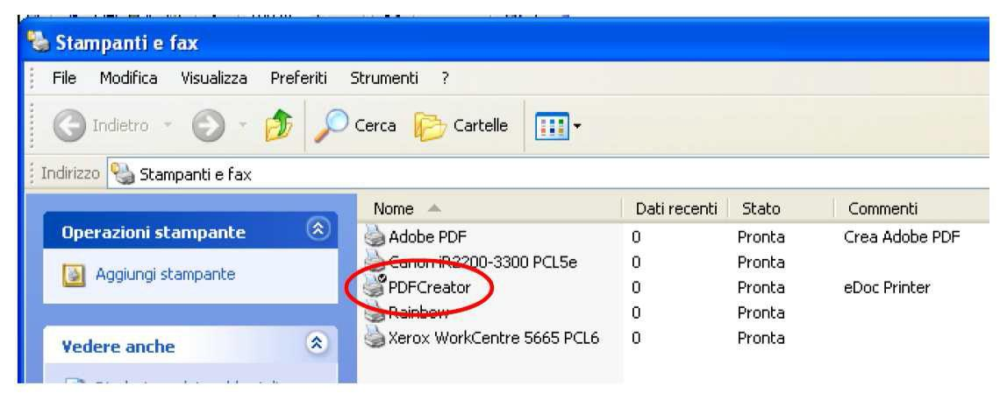 Stampanti e fax
File Modifica Visualizza Preferiti Strumenti ?
Indietro Cerca Cartelle
Indirizzo Stampanti e fax
Nome Dati recenti Stato Commenti
Operazioni stampante
Aggiungi stampante
Vedere anche
Adobe PDF 0 Pronta Crea Adobe PDF
Canon iR2200-3300 PCL5e 0 Pronta
PDFCreator 0 Pronta eDoc Printer
Rainbow 0 Pronta
Xerox WorkCentre 5665 PCL6 0 Pronta